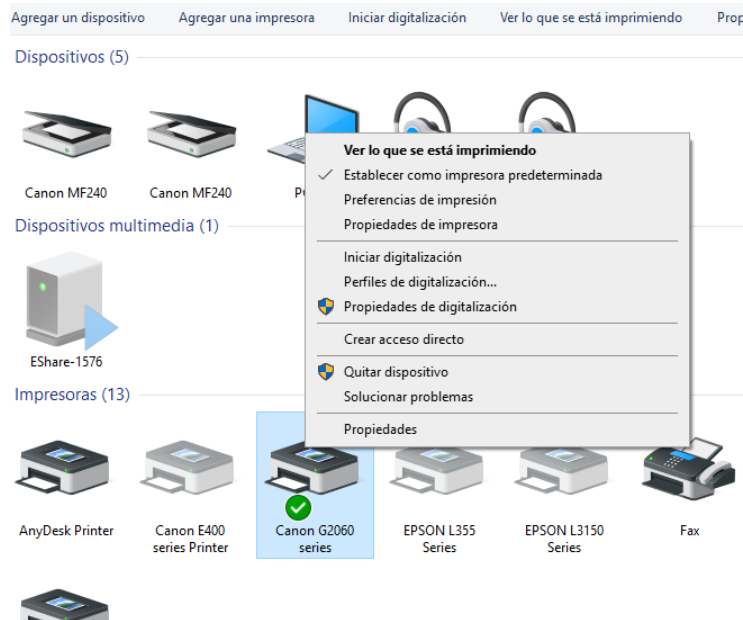 Agregar un dispositivo Agregar una impresora Iniciar digitalización Ver lo que se está imprimiendo
Dispositivos (5)
Ver lo que se está imprimiendo
Establecer como impresora predeterminada
Preferencias de impresión
Propiedades de impresora
Iniciar digitalización
Perfiles de digitalización...
Propiedades de digitalización
Crear acceso directo
Quitar dispositivo
Solucionar problemas
Propiedades
Canon MF240 Canon MF240
Dispositivos multimedia (1)
EShare-1576
Impresoras (13)
AnyDesk Printer Canon E400 Canon G2060 EPSON L355 EPSON L3150 Fax
series Printer series Series Series